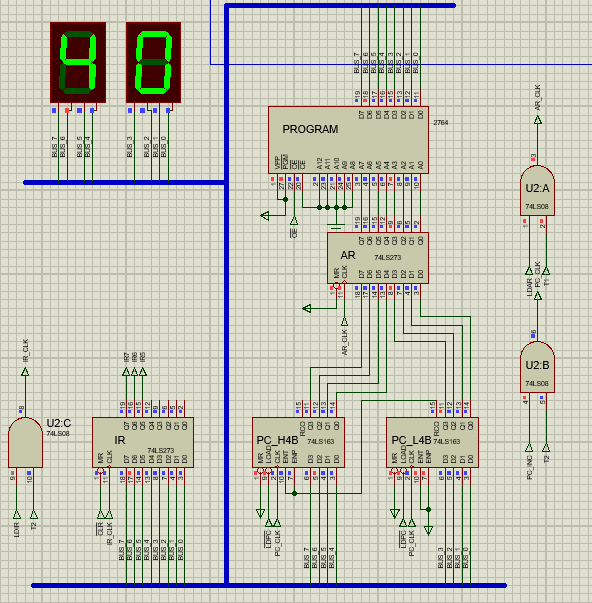 40
BUS_7
BUS_6
BUS_5
BUS_4
BUS_3
BUS_2
BUS_1
BUS_0
BUS_7
BUS_6
BUS_5
BUS_4
BUS_3
BUS_2
BUS_1
BUS_0
D7 D6 D5 D4 D3 D2 D1 D0
PROGRAM
2764
VPP
PGM
CE
OE
A12
A11
A10
A9
A8
A7
A6
A5
A4
A3
A2
A1
A0
OE
Q7 Q6 Q5 Q4 Q3 Q2 Q1 Q0
AR
74LS273
MR
CLK
D7 D6 D5 D4 D3 D2 D1 D0
AR_CLK
AR_CLK
U2:A
74LS08
LDAR
T1
PC_CLK
U2:B
74LS08
PC_INC
T2
IR_CLK
U2:C
74LS08
LDIR
T2
IR7
IR6
IR5
Q7 Q6 Q5 Q4 Q3 Q2 Q1 Q0
IR
74LS273
MR
CLK
D7 D6 D5 D4 D3 D2 D1 D0
CLR
IR_CLK
BUS_7
BUS_6
BUS_5
BUS_4
BUS_3
BUS_2
BUS_1
BUS_0
RCO
Q3 Q2 Q1 Q0
PC_H4B
74LS163
MR
LOAD
CLK
ENT
ENP
D3 D2 D1 D0
LDPC
PC_CLK
BUS_7
BUS_6
BUS_5
BUS_4
RCO
Q3 Q2 Q1 Q0
PC_L4B
74LS163
MR
LOAD
CLK
ENT
ENP
D3 D2 D1 D0
LDPC
PC_CLK
BUS_3
BUS_2
BUS_1
BUS_0